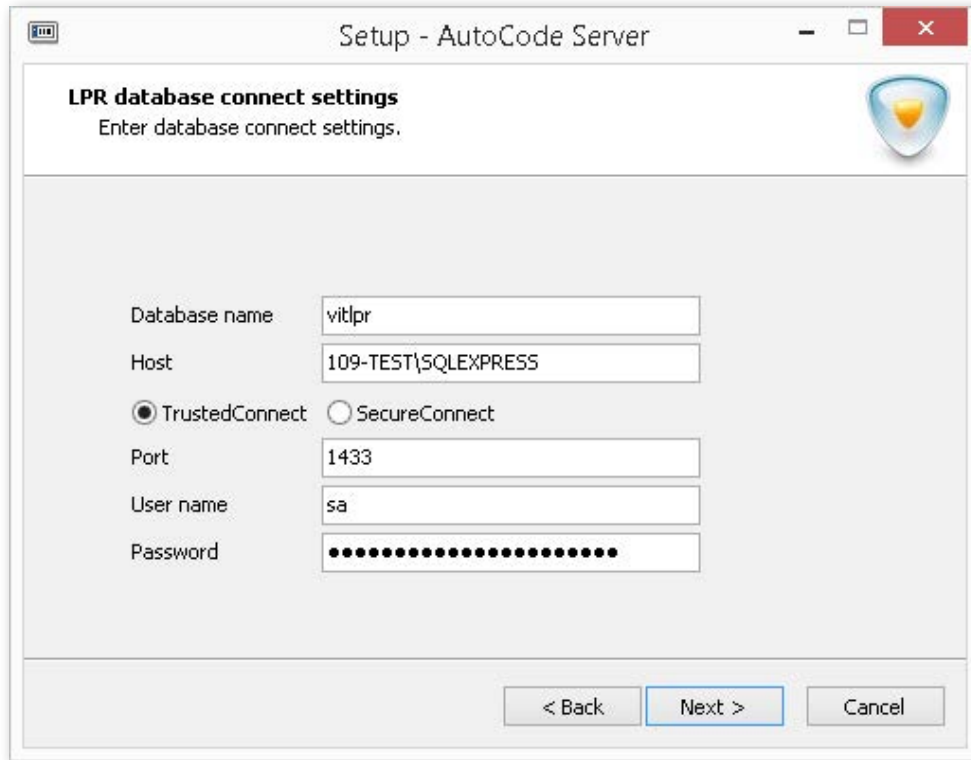 Setup - AutoCode Server
LPR database connect settings
Enter database connect settings.
Database name vitlpr
Host 109-TEST\SQLEXPRESS
TrustedConnect SecureConnect
Port 1433
User name sa
Password ●●●●●●●●●●●●●●●●●●●●●●
< Back Next > Cancel